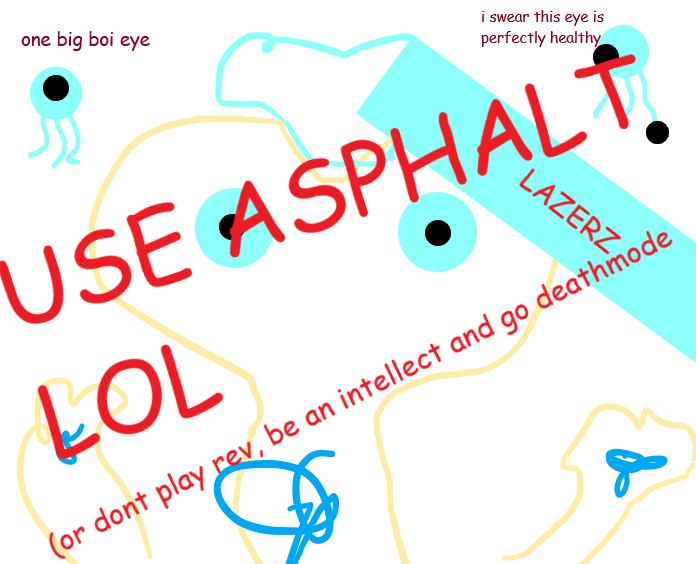 one big boi eye
i swear this eye is
perfectly healthy
USE ASPHALT
LAZERZ
LOL
(or dont play rev, be an intellect and go deathmode